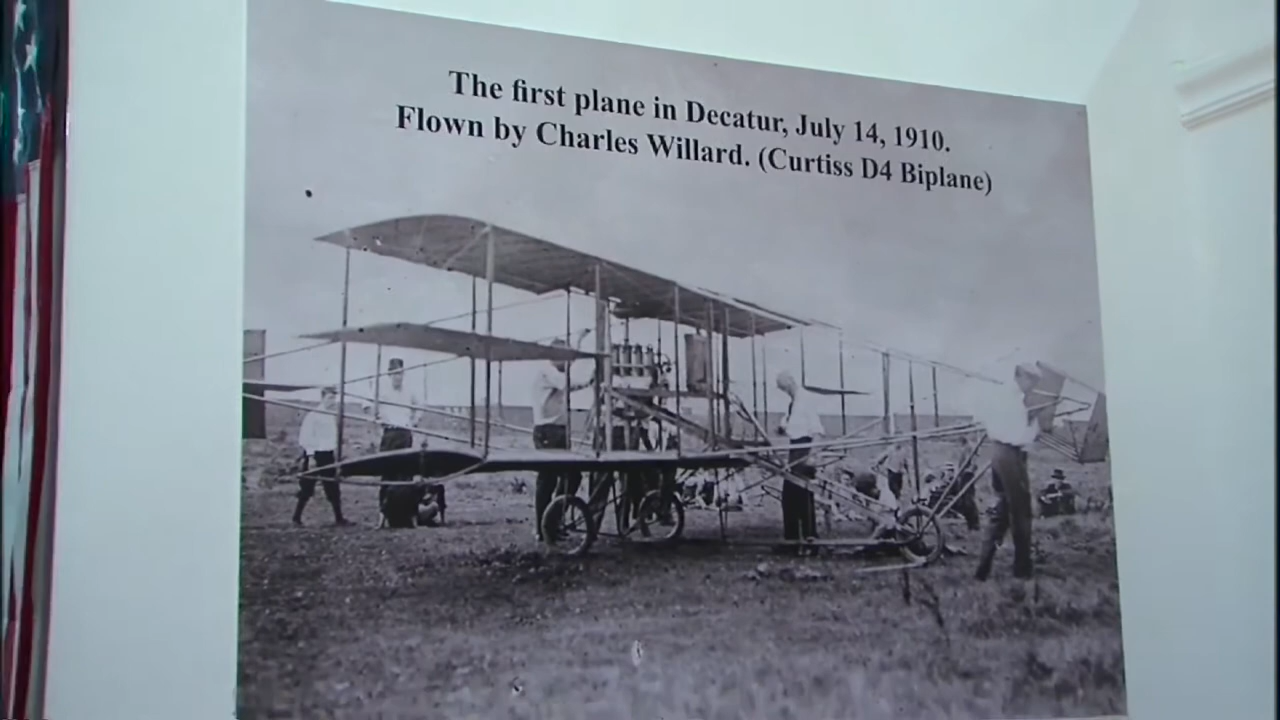 The first plane in Decatur, July 14, 1910.
Flown by Charles Willard. (Curtiss D4 Biplane)